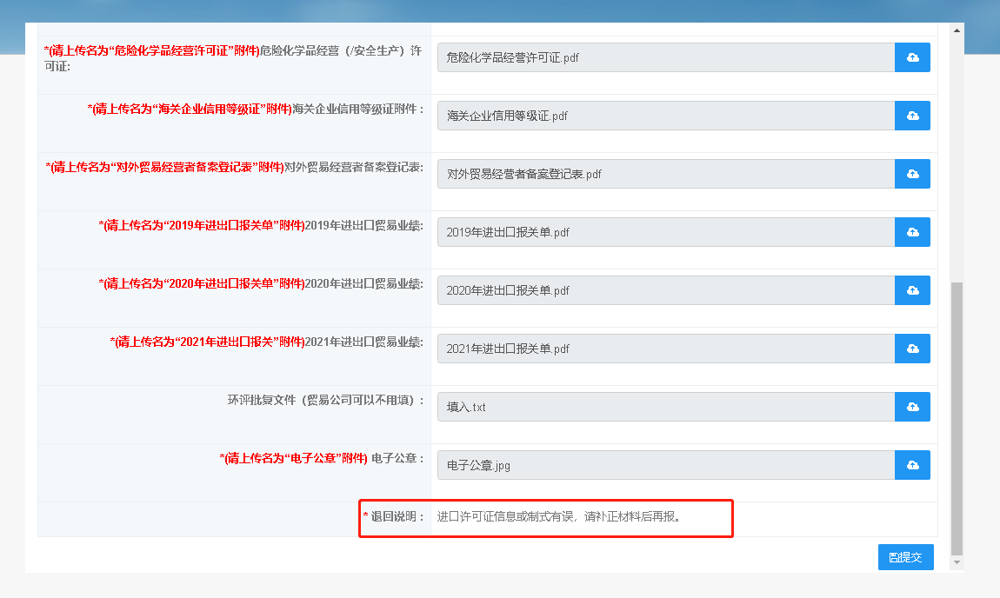 *(请上传名为“危险化学品经营许可证”附件)危险化学品经营（/安全生产）许
可证:
危险化学品经营许可证.pdf
*(请上传名为“海关企业信用等级证”附件)海关企业信用等级证附件：
海关企业信用等级证.pdf
*(请上传名为“对外贸易经营者备案登记表”附件)对外贸易经营者备案登记表:
对外贸易经营者备案登记表.pdf
*(请上传名为“2019年进出口报关单”附件)2019年进出口贸易业绩:
2019年进出口报关单.pdf
*(请上传名为“2020年进出口报关单”附件)2020年进出口贸易业绩:
2020年进出口报关单.pdf
*(请上传名为“2021年进出口报关”附件)2021年进出口贸易业绩:
2021年进出口报关单.pdf
环评批复文件（贸易公司可以不用填）：
填入.txt
*(请上传名为“电子公章”附件) 电子公章：
电子公章.jpg
* 退回说明： 进口许可证信息或制式有误，请补正材料后再报。
提交